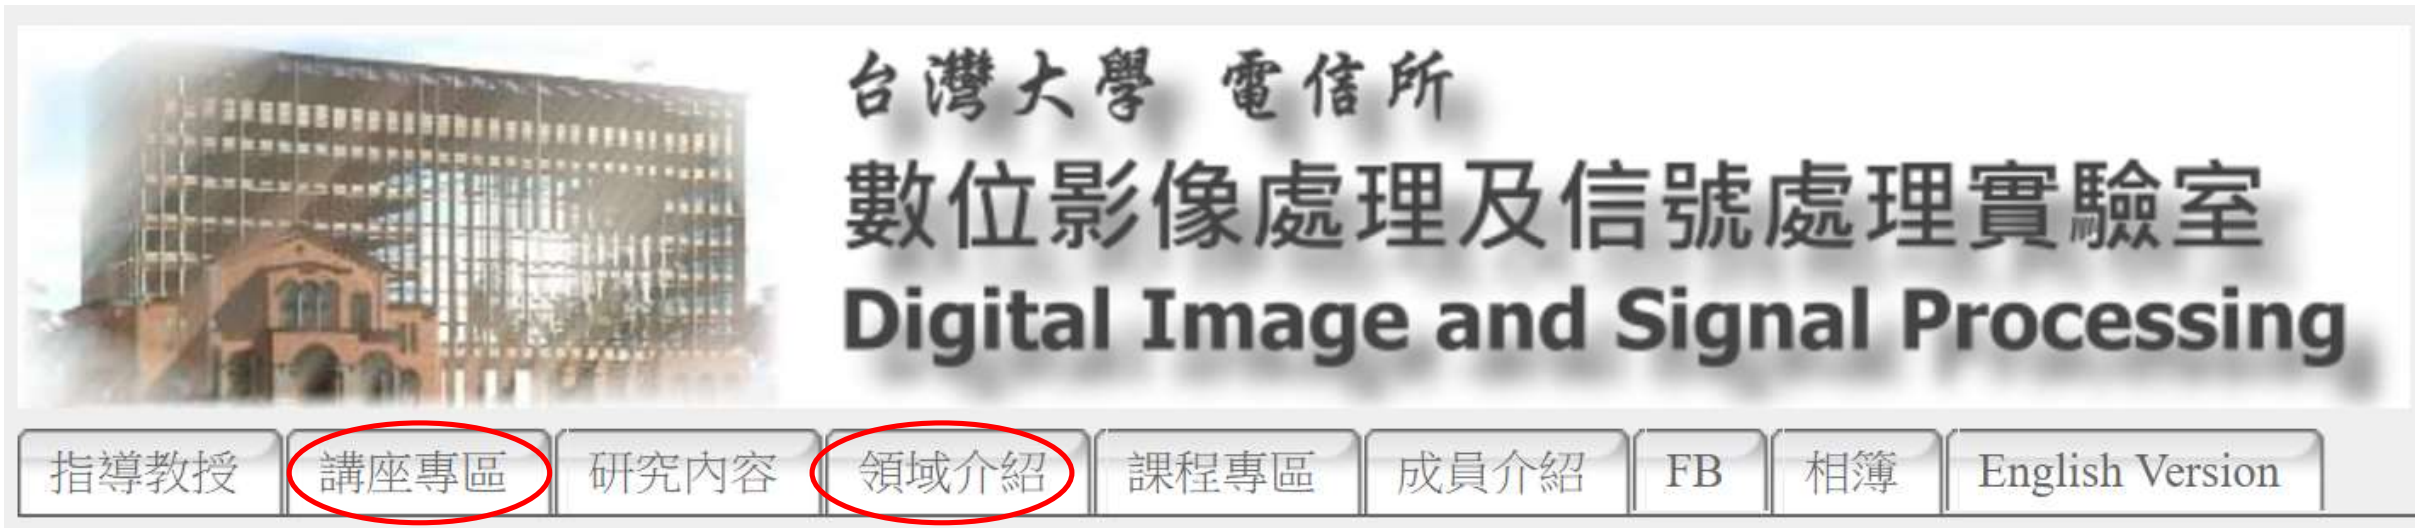 台灣大學 電信所
數位影像處理及信號處理實驗室
Digital Image and Signal Processing
指導教授 講座專區 研究內容 領域介紹 課程專區 成員介紹 FB 相簿 English Version